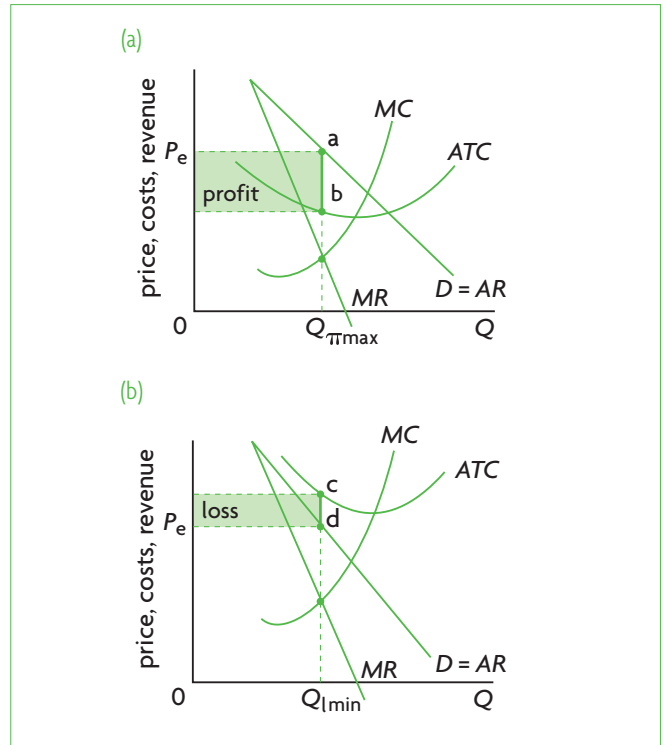 (a)
price, costs, revenue
MC
a
ATC
Pe
b
profit
D = AR
MR
0
Qπmax
Q
(b)
price, costs, revenue
MC
ATC
c
loss
Pe
d
D = AR
MR
0
Qlmin
Q